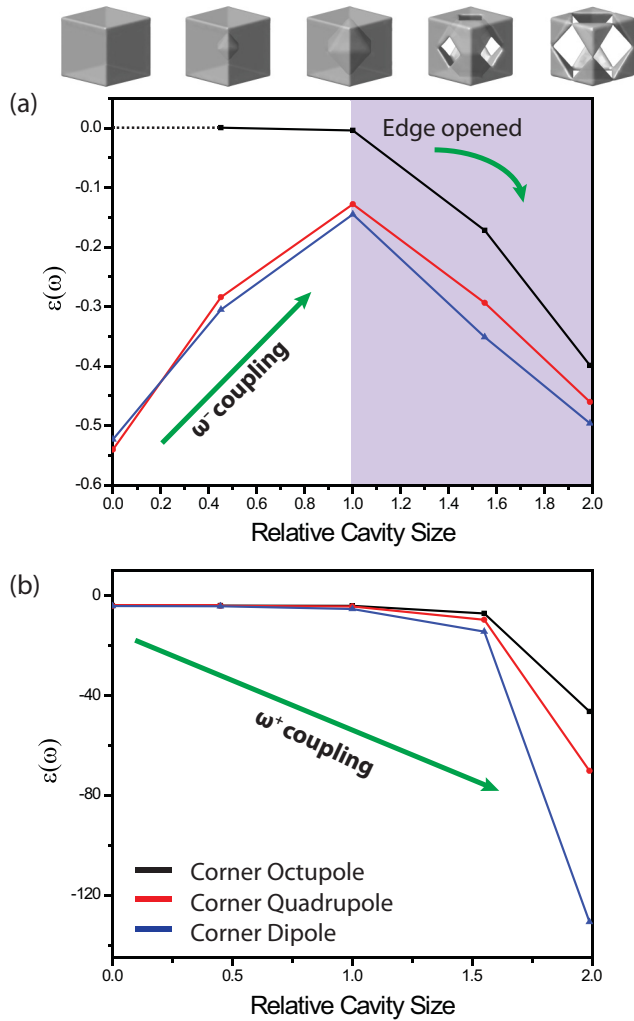 (a)
0.0
-0.1
-0.2
-0.3
-0.4
-0.5
-0.6
ε(ω)
Edge opened
ω⁻ coupling
0.0 0.2 0.4 0.6 0.8 1.0 1.2 1.4 1.6 1.8 2.0
Relative Cavity Size
(b)
0
-40
-80
-120
ε(ω)
ω⁺ coupling
Corner Octupole
Corner Quadrupole
Corner Dipole
0.0 0.5 1.0 1.5 2.0
Relative Cavity Size